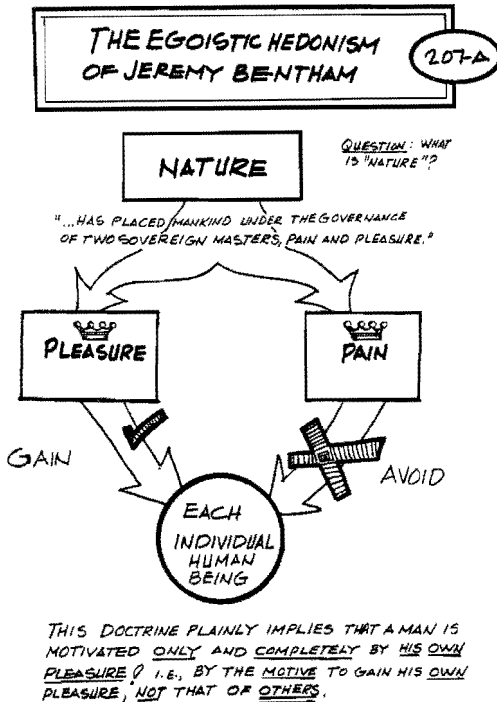 THE EGOISTIC HEDONISM
OF JEREMY BENTHAM
207-A
NATURE
QUESTION: WHAT
IS "NATURE"?
"...HAS PLACED MANKIND UNDER THE GOVERNANCE
OF TWO SOVEREIGN MASTERS, PAIN AND PLEASURE."
PLEASURE
PAIN
GAIN
AVOID
EACH
INDIVIDUAL
HUMAN
BEING
THIS DOCTRINE PLAINLY IMPLIES THAT A MAN IS
MOTIVATED ONLY AND COMPLETELY BY HIS OWN
PLEASURE! I.E., BY THE MOTIVE TO GAIN HIS OWN
PLEASURE, NOT THAT OF OTHERS.